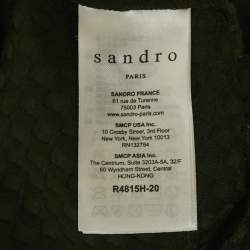 sandro
PARIS
SANDRO FRANCE
61 rue de Turenne
75003 Paris
www.sandro-paris.com
SMCP USA Inc.
10 Crosby Street, 3rd Floor
New York, New York 10013
RN132784
SMCP ASIA Inc.
The Centrum, Suite 3203A-5A, 32/F
60 Wyndham Street, Central
HONG-KONG
R4815H-20